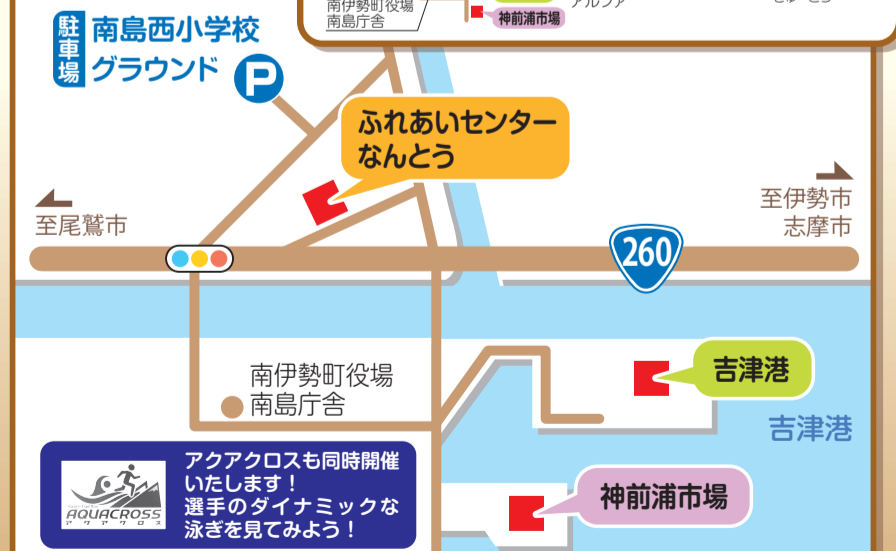 南伊勢町役場
南島庁舎
神前浦市場
アルファ
駐車場
南島西小学校
グラウンド
P
ふれあいセンター
なんとう
至尾鷲市
至伊勢市
志摩市
260
南伊勢町役場
南島庁舎
吉津港
吉津港
アクアクロスも同時開催
いたします！
選手のダイナミックな
泳ぎを見てみよう！
AQUACROSS
アクアクロス
神前浦市場